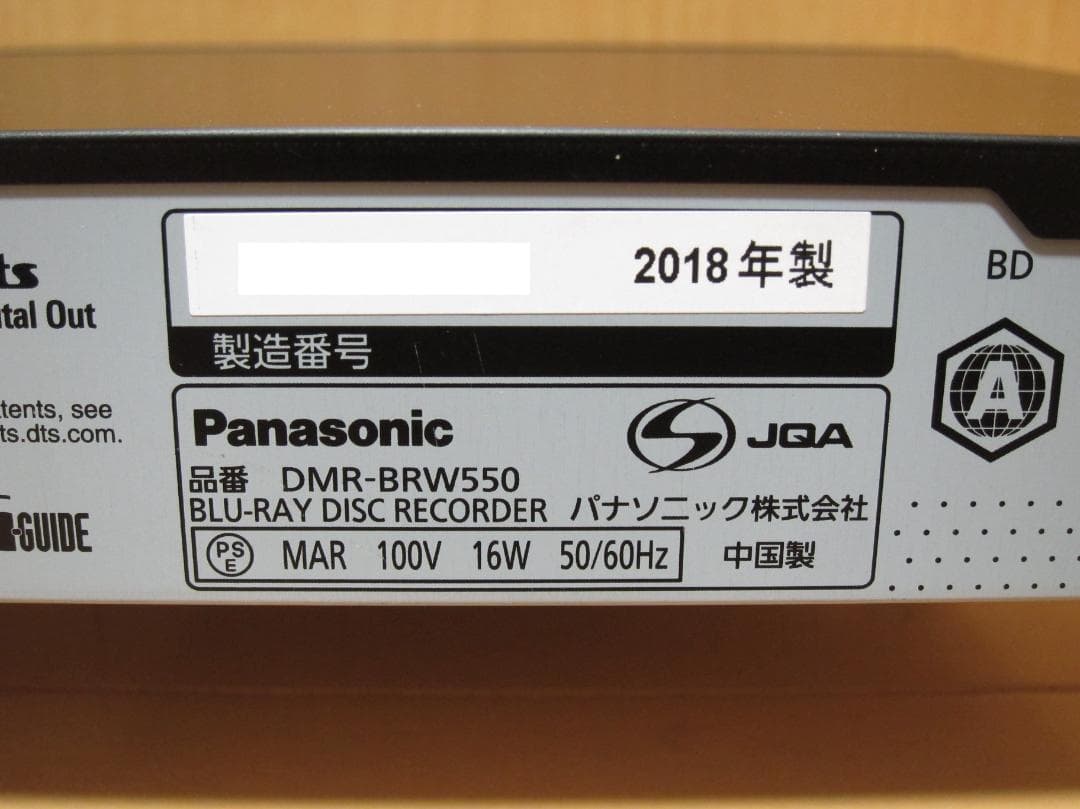 2018年製
製造番号
Panasonic
JQA
品番 DMR-BRW550
BLU-RAY DISC RECORDER パナソニック株式会社
PSE MAR 100V 16W 50/60Hz 中国製
BD
A
ts
ital Out
tents, see
ts.dts.com.
-GUIDE